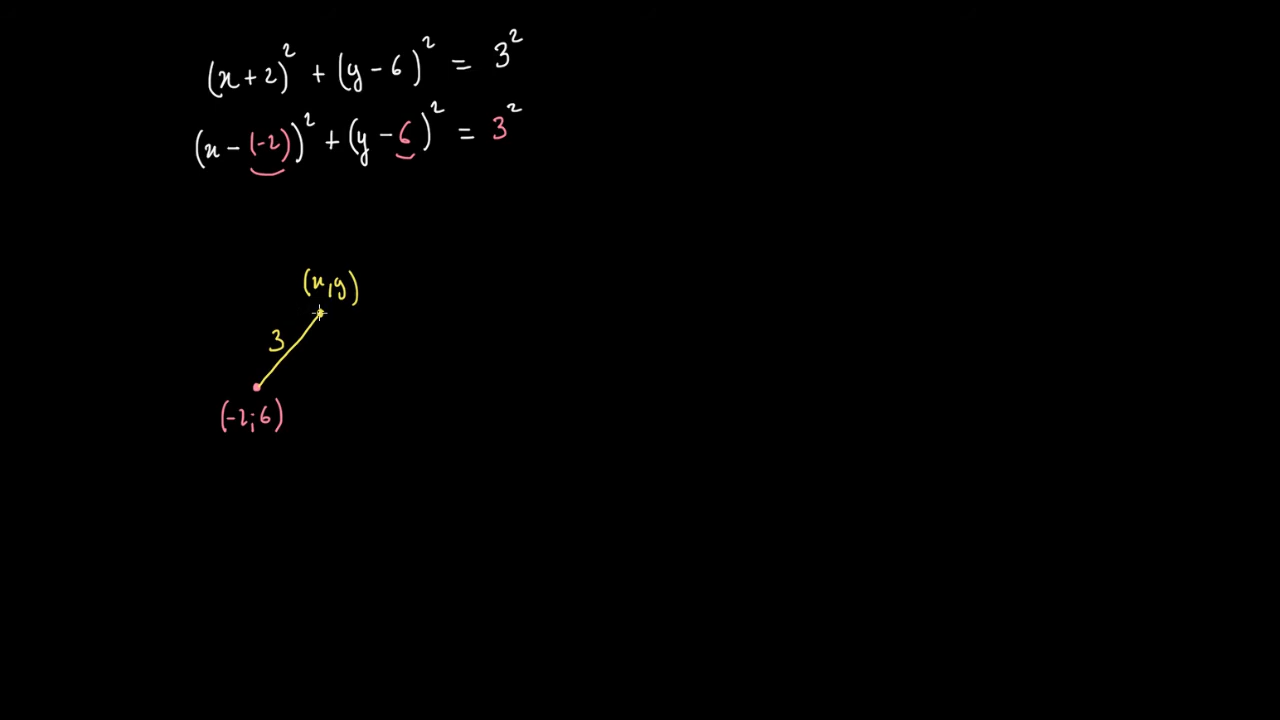 (x+2)² + (y-6)² = 3²
(x-(-2))² + (y-6)² = 3²
(x,y)
3
(-2;6)